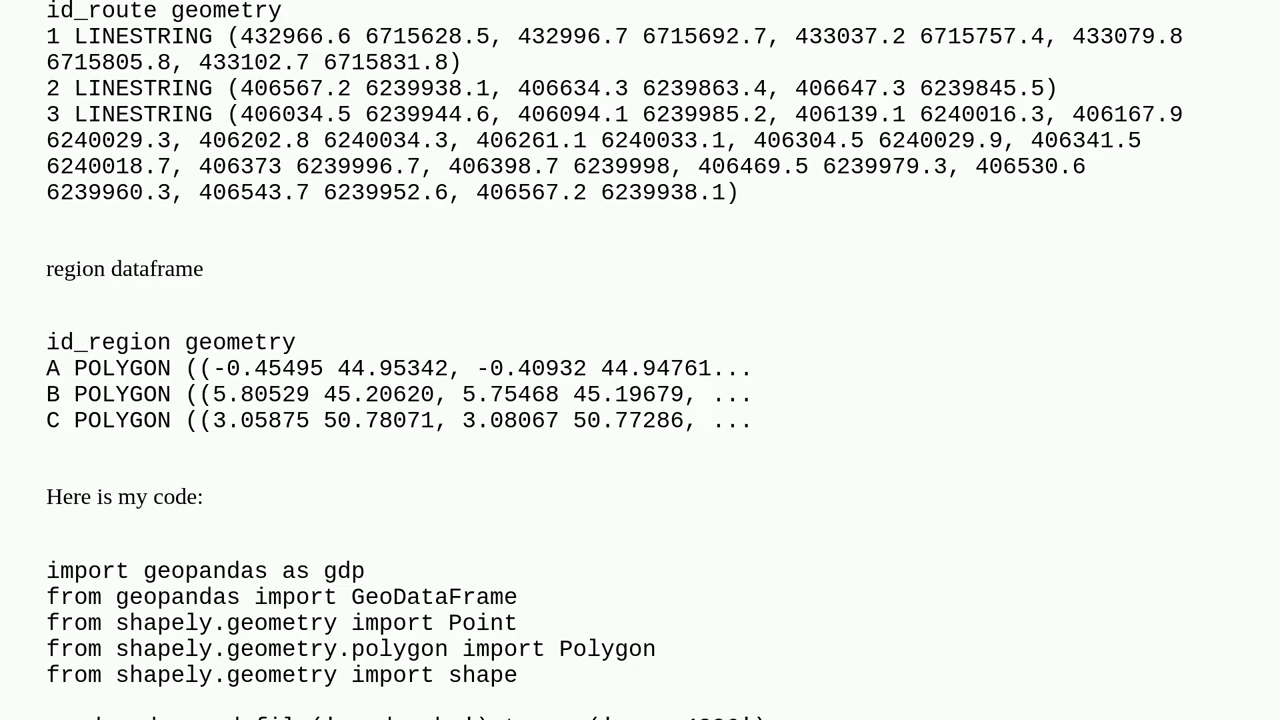 id_route geometry
1 LINESTRING (432966.6 6715628.5, 432996.7 6715692.7, 433037.2 6715757.4, 433079.8
6715805.8, 433102.7 6715831.8)
2 LINESTRING (406567.2 6239938.1, 406634.3 6239863.4, 406647.3 6239845.5)
3 LINESTRING (406034.5 6239944.6, 406094.1 6239985.2, 406139.1 6240016.3, 406167.9
6240029.3, 406202.8 6240034.3, 406261.1 6240033.1, 406304.5 6240029.9, 406341.5
6240018.7, 406373 6239996.7, 406398.7 6239998, 406469.5 6239979.3, 406530.6
6239960.3, 406543.7 6239952.6, 406567.2 6239938.1)
region dataframe
id_region geometry
A POLYGON ((-0.45495 44.95342, -0.40932 44.94761...
B POLYGON ((5.80529 45.20620, 5.75468 45.19679, ...
C POLYGON ((3.05875 50.78071, 3.08067 50.77286, ...
Here is my code:
import geopandas as gdp
from geopandas import GeoDataFrame
from shapely.geometry import Point
from shapely.geometry.polygon import Polygon
from shapely.geometry import shape